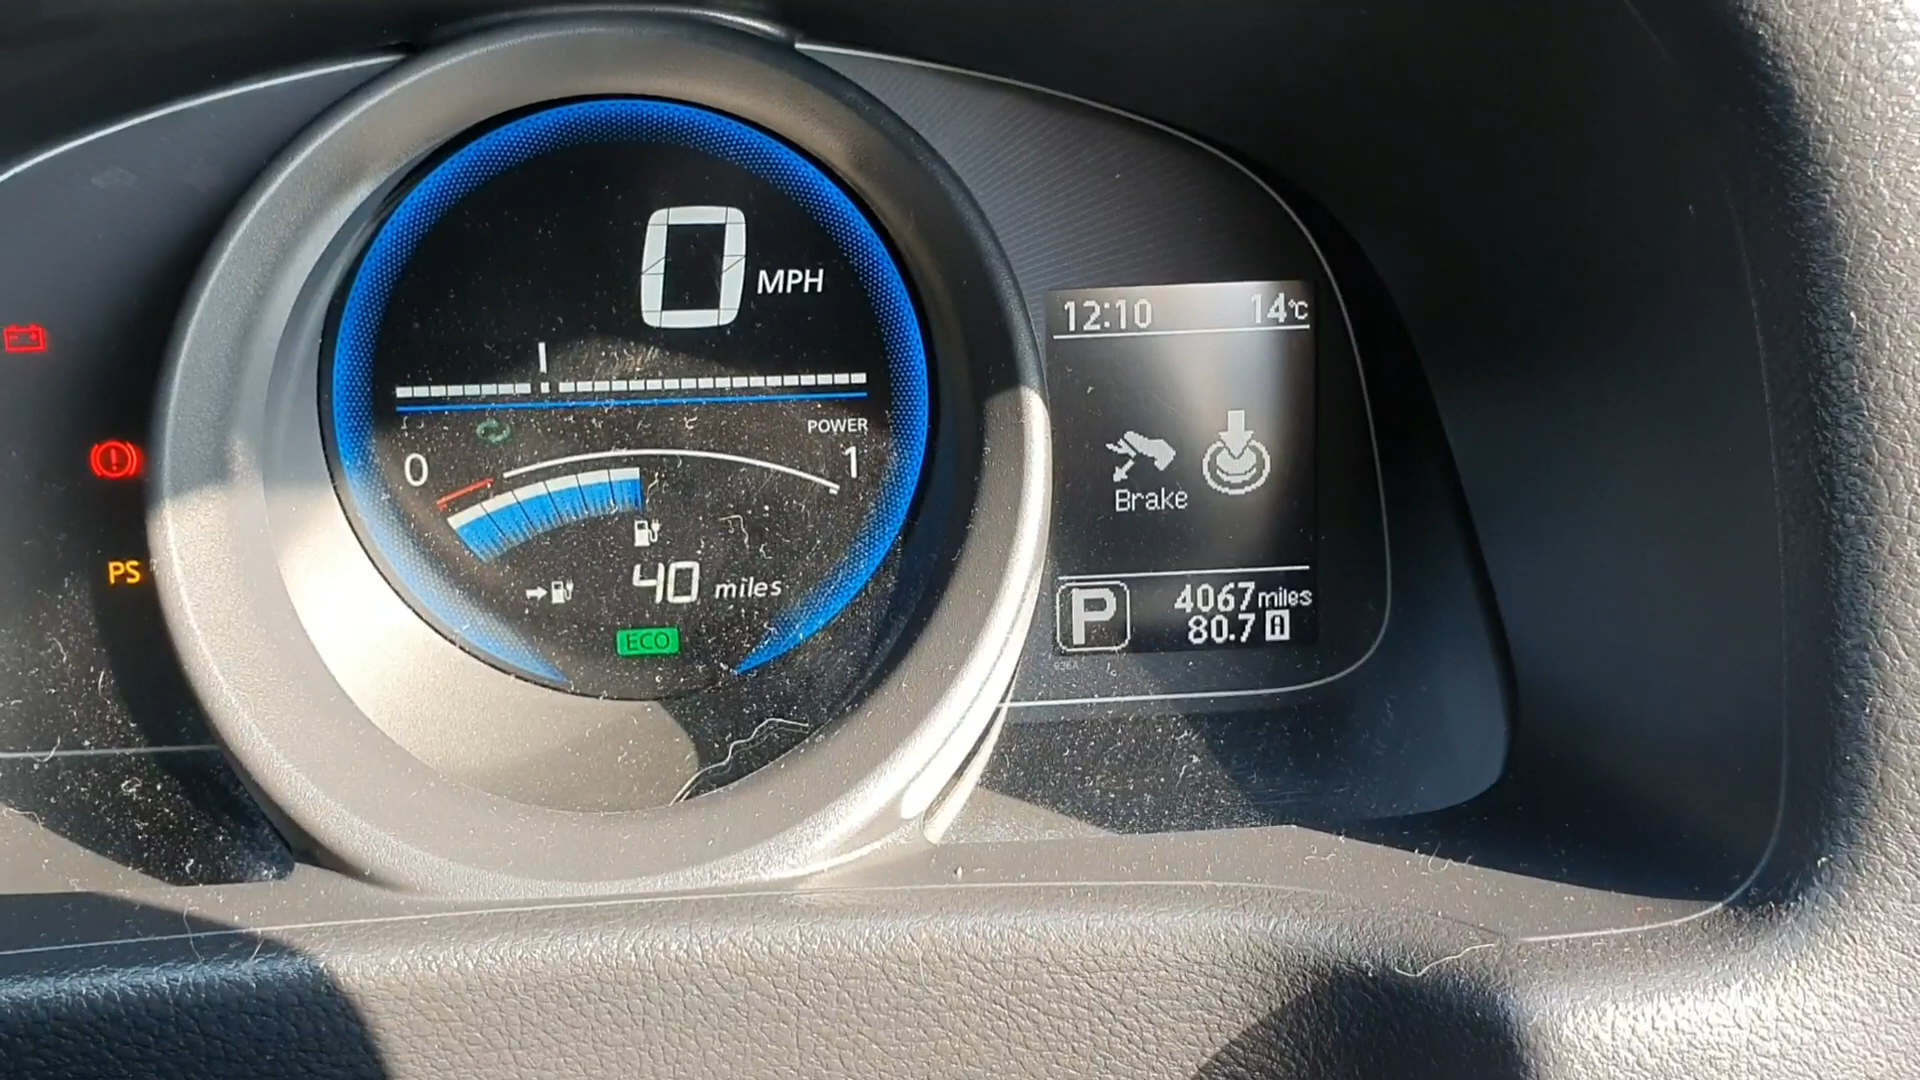 0 MPH
12:10 14°C
POWER
0 1
Brake
PS
40 miles
ECO
P
4067 miles
80.7 A